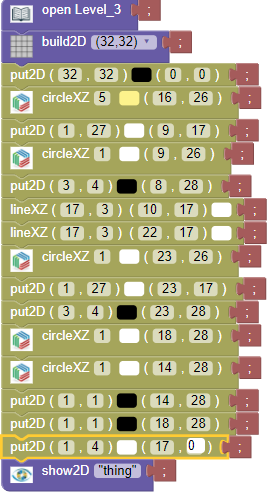 open Level_3
build2D (32,32) ;
put2D ( 32 , 32 ) ( 0 , 0 ) ;
circleXZ 5 ( 16 , 26 ) ;
put2D ( 1 , 27 ) ( 9 , 17 ) ;
circleXZ 1 ( 9 , 26 ) ;
put2D ( 3 , 4 ) ( 8 , 28 ) ;
lineXZ ( 17 , 3 ) ( 10 , 17 ) ;
lineXZ ( 17 , 3 ) ( 22 , 17 ) ;
circleXZ 1 ( 23 , 26 ) ;
put2D ( 1 , 27 ) ( 23 , 17 ) ;
put2D ( 3 , 4 ) ( 23 , 28 ) ;
circleXZ 1 ( 18 , 28 ) ;
circleXZ 1 ( 14 , 28 ) ;
put2D ( 1 , 1 ) ( 14 , 28 ) ;
put2D ( 1 , 1 ) ( 18 , 28 ) ;
put2D ( 1 , 4 ) ( 17 , 0 ) ;
show2D "thing" ;